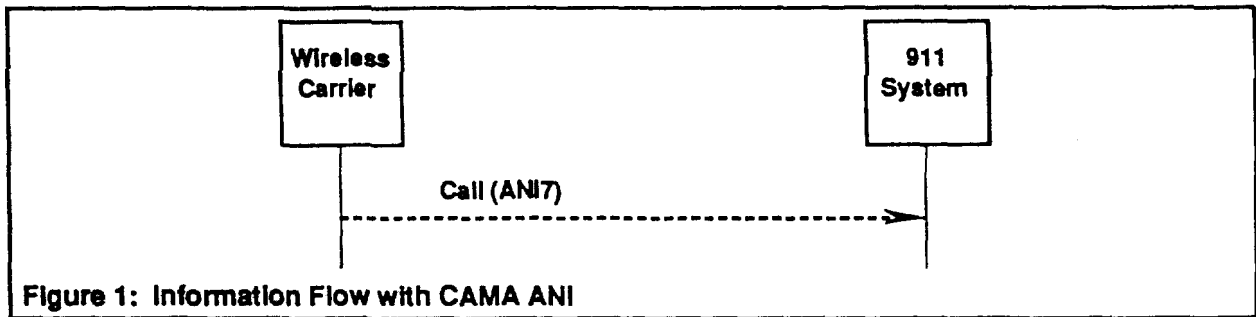 Wireless
Carrier
911
System
Call (ANI7)
Figure 1: Information Flow with CAMA ANI